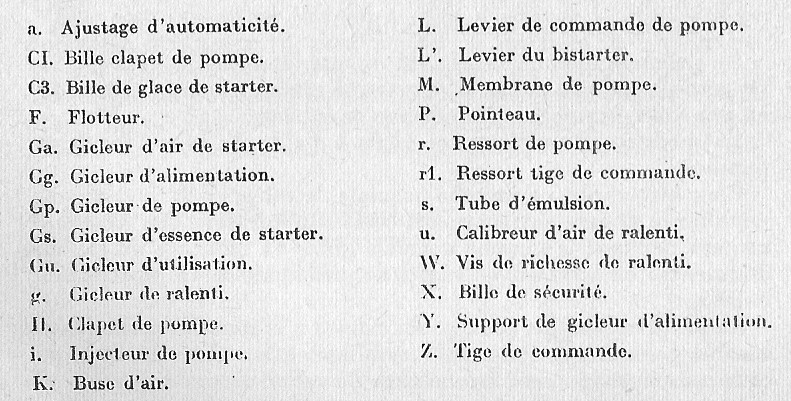 a. Ajustage d'automaticité.
CI. Bille clapet de pompe.
C3. Bille de glace de starter.
F. Flotteur.
Ga. Gicleur d'air de starter.
Gg. Gicleur d'alimentation.
Gp. Gicleur de pompe.
Gs. Gicleur d'essence de starter.
Gu. Gicleur d'utilisation.
g. Gicleur de ralenti.
H. Clapet de pompe.
i. Injecteur de pompe.
K. Buse d'air.
L. Levier de commande de pompe.
L'. Levier du bistarter.
M. Membrane de pompe.
P. Pointeau.
r. Ressort de pompe.
r1. Ressort tige de commande.
s. Tube d'émulsion.
u. Calibreur d'air de ralenti.
W. Vis de richesse de ralenti.
X. Bille de sécurité.
Y. Support de gicleur d'alimentation.
Z. Tige de commande.